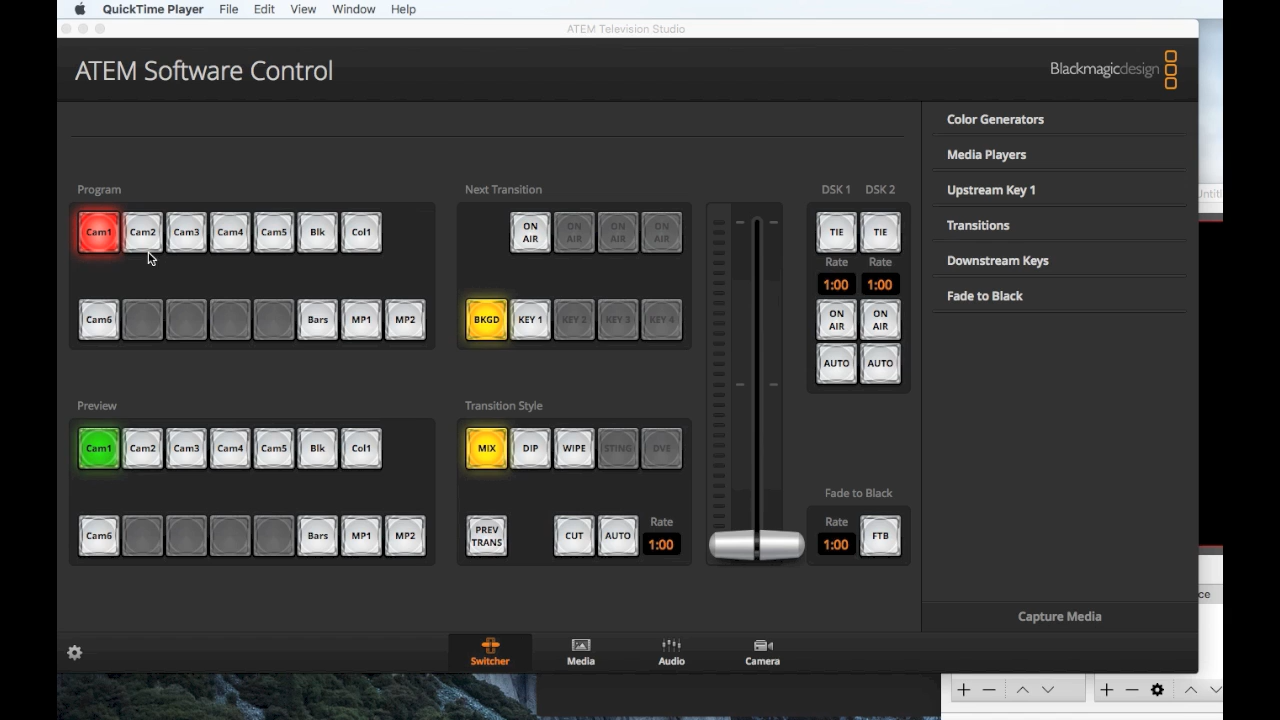 QuickTime Player File Edit View Window Help
ATEM Television Studio
ATEM Software Control
Blackmagicdesign
Color Generators
Media Players
Upstream Key 1
Transitions
Downstream Keys
Fade to Black
Capture Media
Program
Cam1 Cam2 Cam3 Cam4 Cam5 Blk Col1
Cam6 Bars MP1 MP2
Next Transition
ON AIR ON AIR ON AIR ON AIR
BKGD KEY 1 KEY 2 KEY 3 KEY 4
DSK 1 DSK 2
TIE TIE
Rate Rate
1:00 1:00
ON AIR ON AIR
AUTO AUTO
Preview
Cam1 Cam2 Cam3 Cam4 Cam5 Blk Col1
Cam6 Bars MP1 MP2
Transition Style
MIX DIP WIPE STING DVE
PREV TRANS CUT AUTO Rate 1:00
Fade to Black
Rate
1:00 FTB
Switcher Media Audio Camera